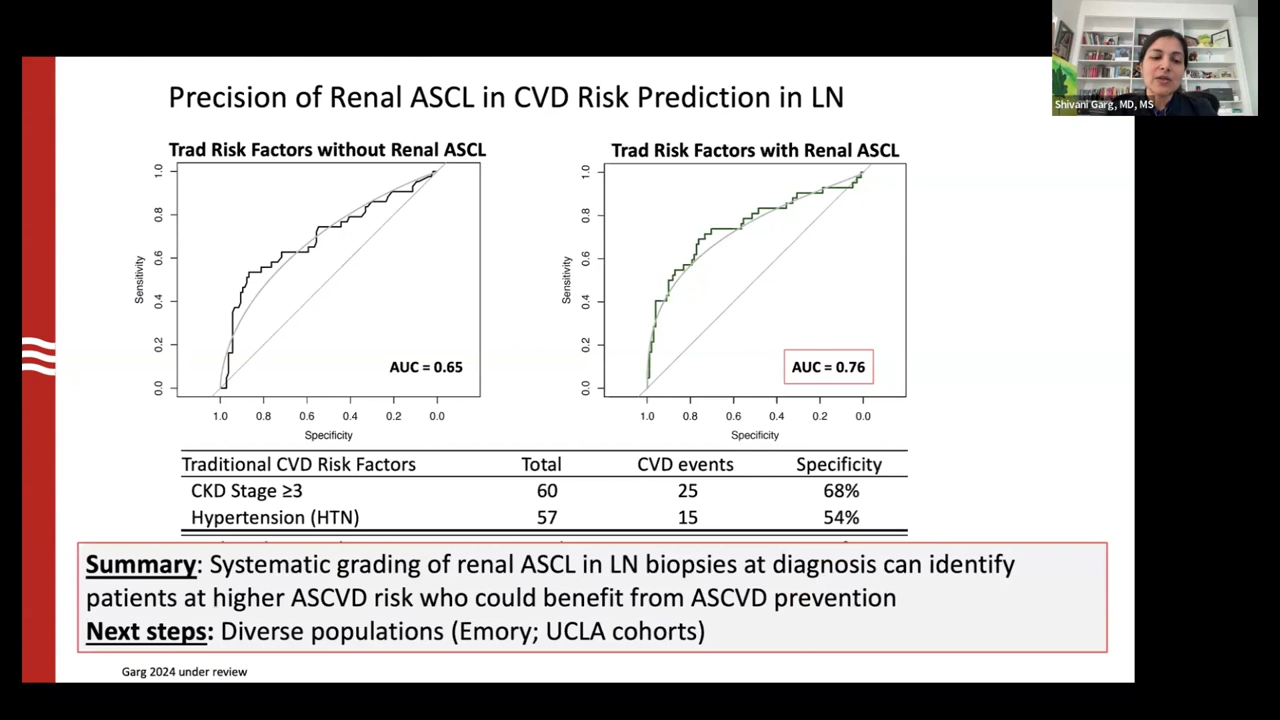 Shivani Garg, MD, MS
Precision of Renal ASCL in CVD Risk Prediction in LN
Trad Risk Factors without Renal ASCL
1.0
0.8
0.6
0.4
0.2
0.0
Sensitivity
AUC = 0.65
1.0 0.8 0.6 0.4 0.2 0.0
Specificity
Trad Risk Factors with Renal ASCL
1.0
0.8
0.6
0.4
0.2
0.0
Sensitivity
AUC = 0.76
1.0 0.8 0.6 0.4 0.2 0.0
Specificity
Traditional CVD Risk Factors Total CVD events Specificity
CKD Stage ≥3 60 25 68%
Hypertension (HTN) 57 15 54%
Summary: Systematic grading of renal ASCL in LN biopsies at diagnosis can identify
patients at higher ASCVD risk who could benefit from ASCVD prevention
Next steps: Diverse populations (Emory; UCLA cohorts)
Garg 2024 under review